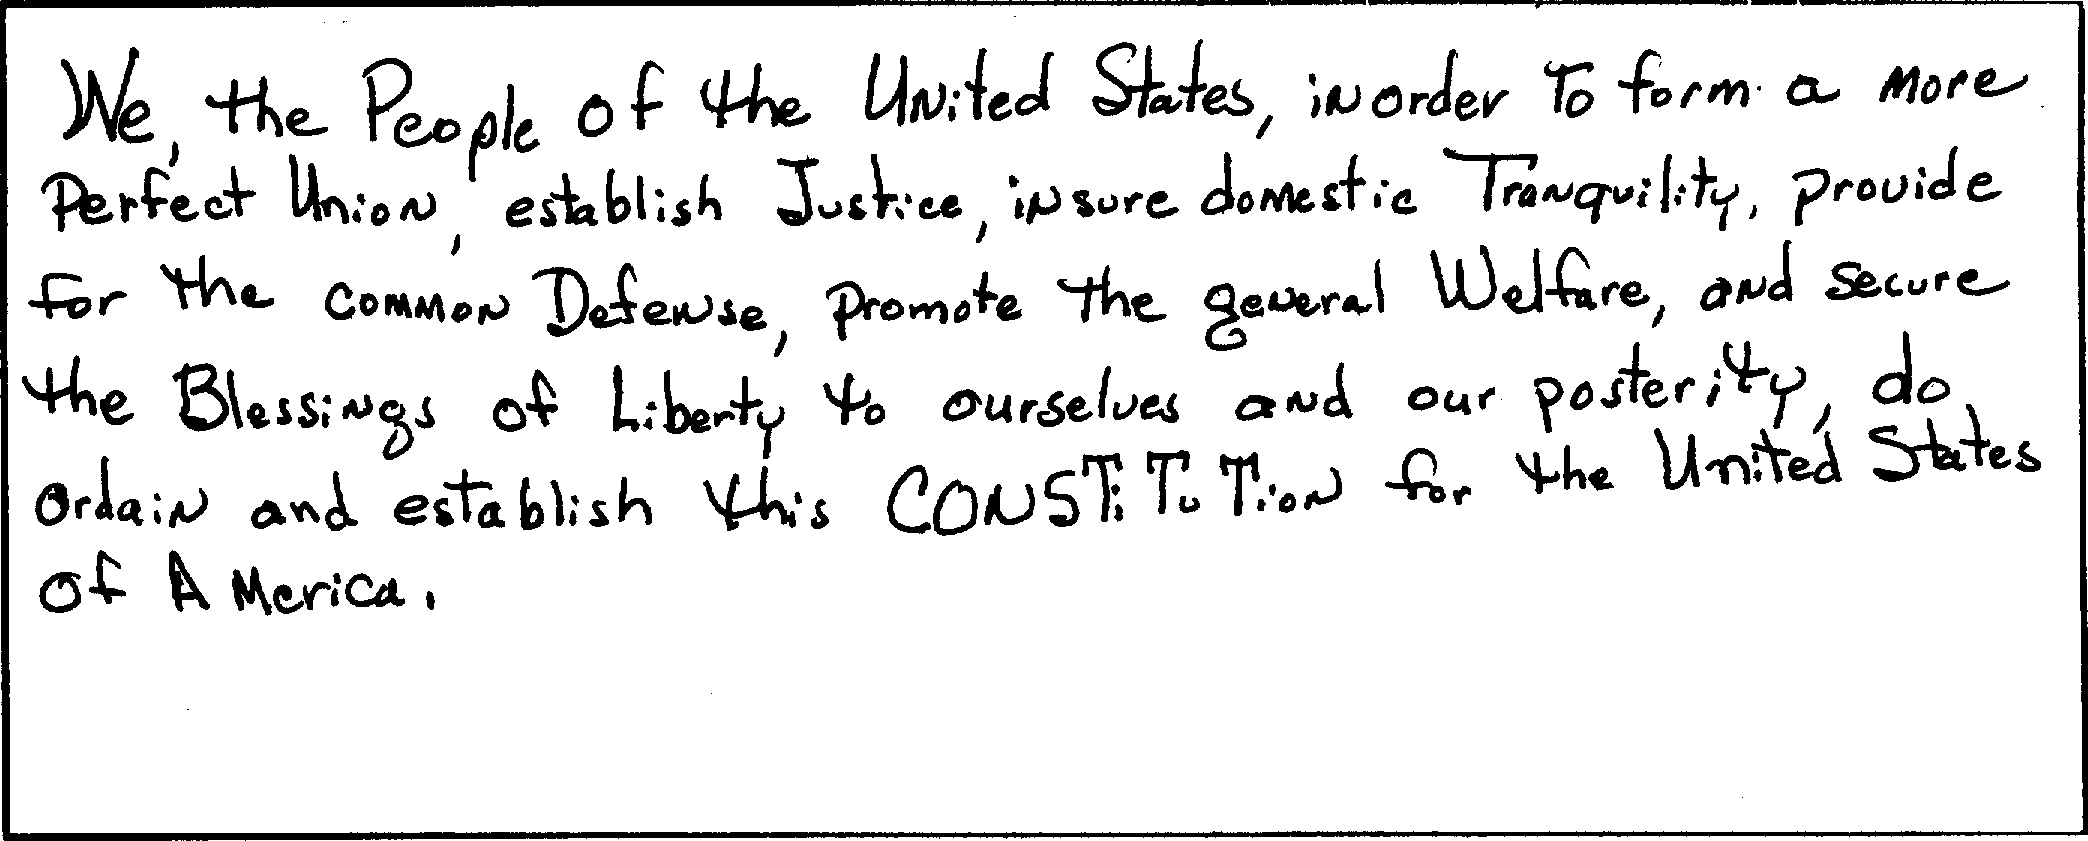 We, the People of the United States, in order to form a more
perfect Union, establish Justice, insure domestic Tranquility, provide
for the common Defense, promote the general Welfare, and secure
the Blessings of Liberty to ourselves and our posterity, do
ordain and establish this CONSTiTuTion for the United States
of America.